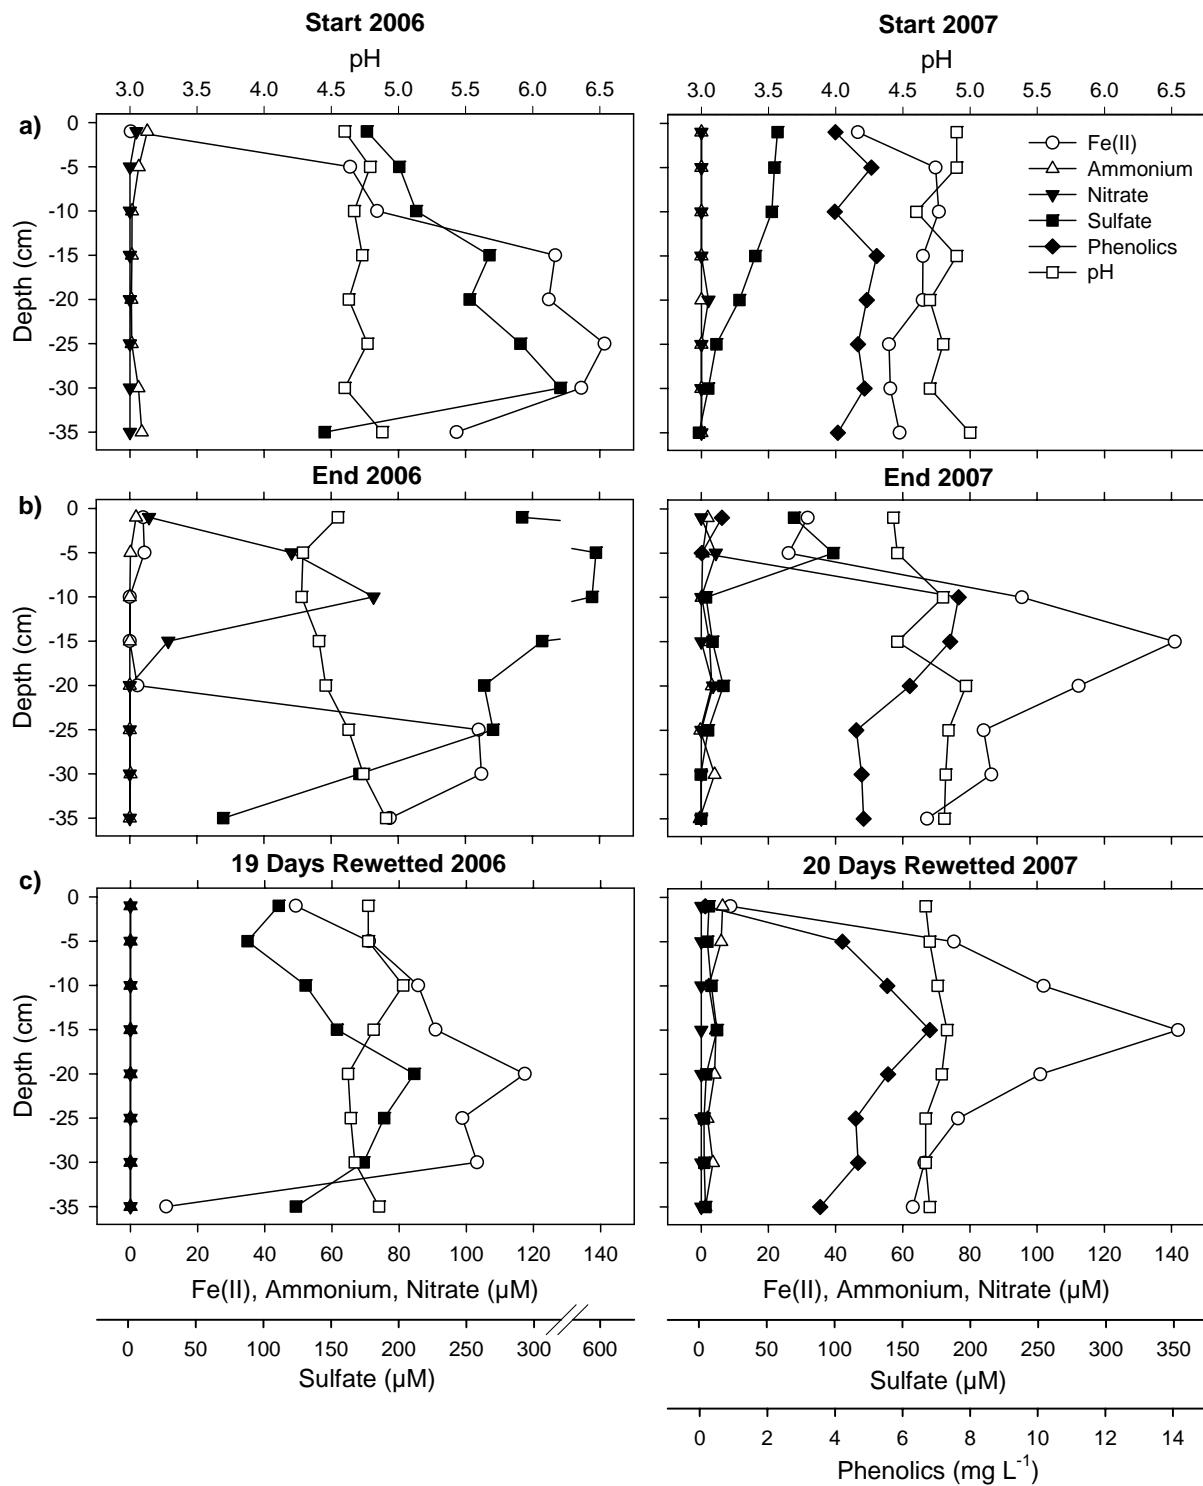 Start 2006
Start 2007
pH
pH
3.0 3.5 4.0 4.5 5.0 5.5 6.0 6.5
3.0 3.5 4.0 4.5 5.0 5.5 6.0 6.5
a)
0
-5
-10
-15
-20
-25
-30
-35
Depth (cm)
Fe(II)
Ammonium
Nitrate
Sulfate
Phenolics
pH
End 2006
End 2007
b)
0
-5
-10
-15
-20
-25
-30
-35
Depth (cm)
19 Days Rewetted 2006
20 Days Rewetted 2007
c)
0
-5
-10
-15
-20
-25
-30
-35
Depth (cm)
0 20 40 60 80 100 120 140
0 20 40 60 80 100 120 140
Fe(II), Ammonium, Nitrate (µM)
Fe(II), Ammonium, Nitrate (µM)
0 50 100 150 200 250 300 600
0 50 100 150 200 250 300 350
Sulfate (µM)
Sulfate (µM)
0 2 4 6 8 10 12 14
Phenolics (mg L-1)